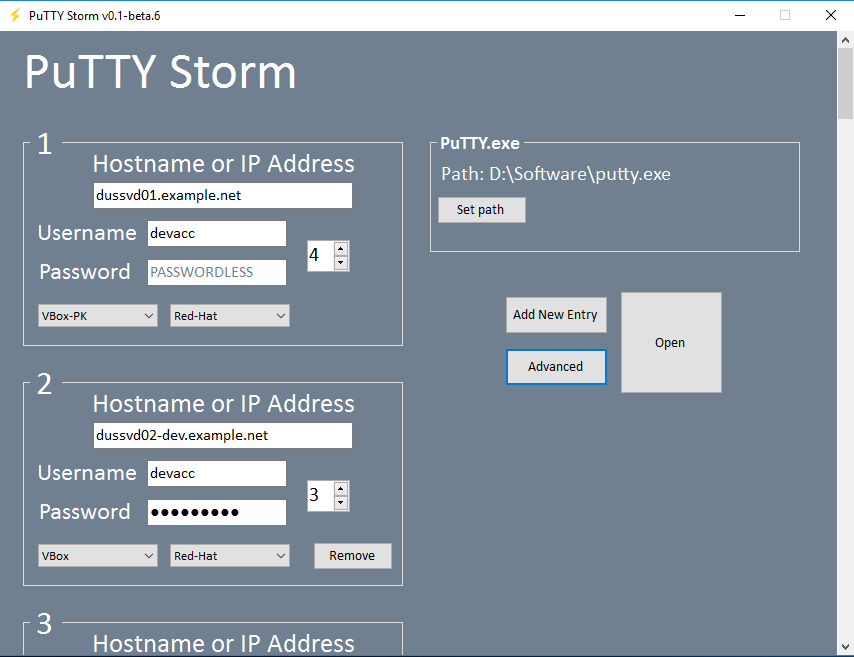 PuTTY Storm v0.1-beta.6
PuTTY Storm
1
Hostname or IP Address
dussvd01.example.net
Username devacc
4
Password PASSWORDLESS
VBox-PK Red-Hat
2
Hostname or IP Address
dussvd02-dev.example.net
Username devacc
3
Password ●●●●●●●●●
VBox Red-Hat Remove
3
Hostname or IP Address
PuTTY.exe
Path: D:\Software\putty.exe
Set path
Add New Entry
Advanced
Open